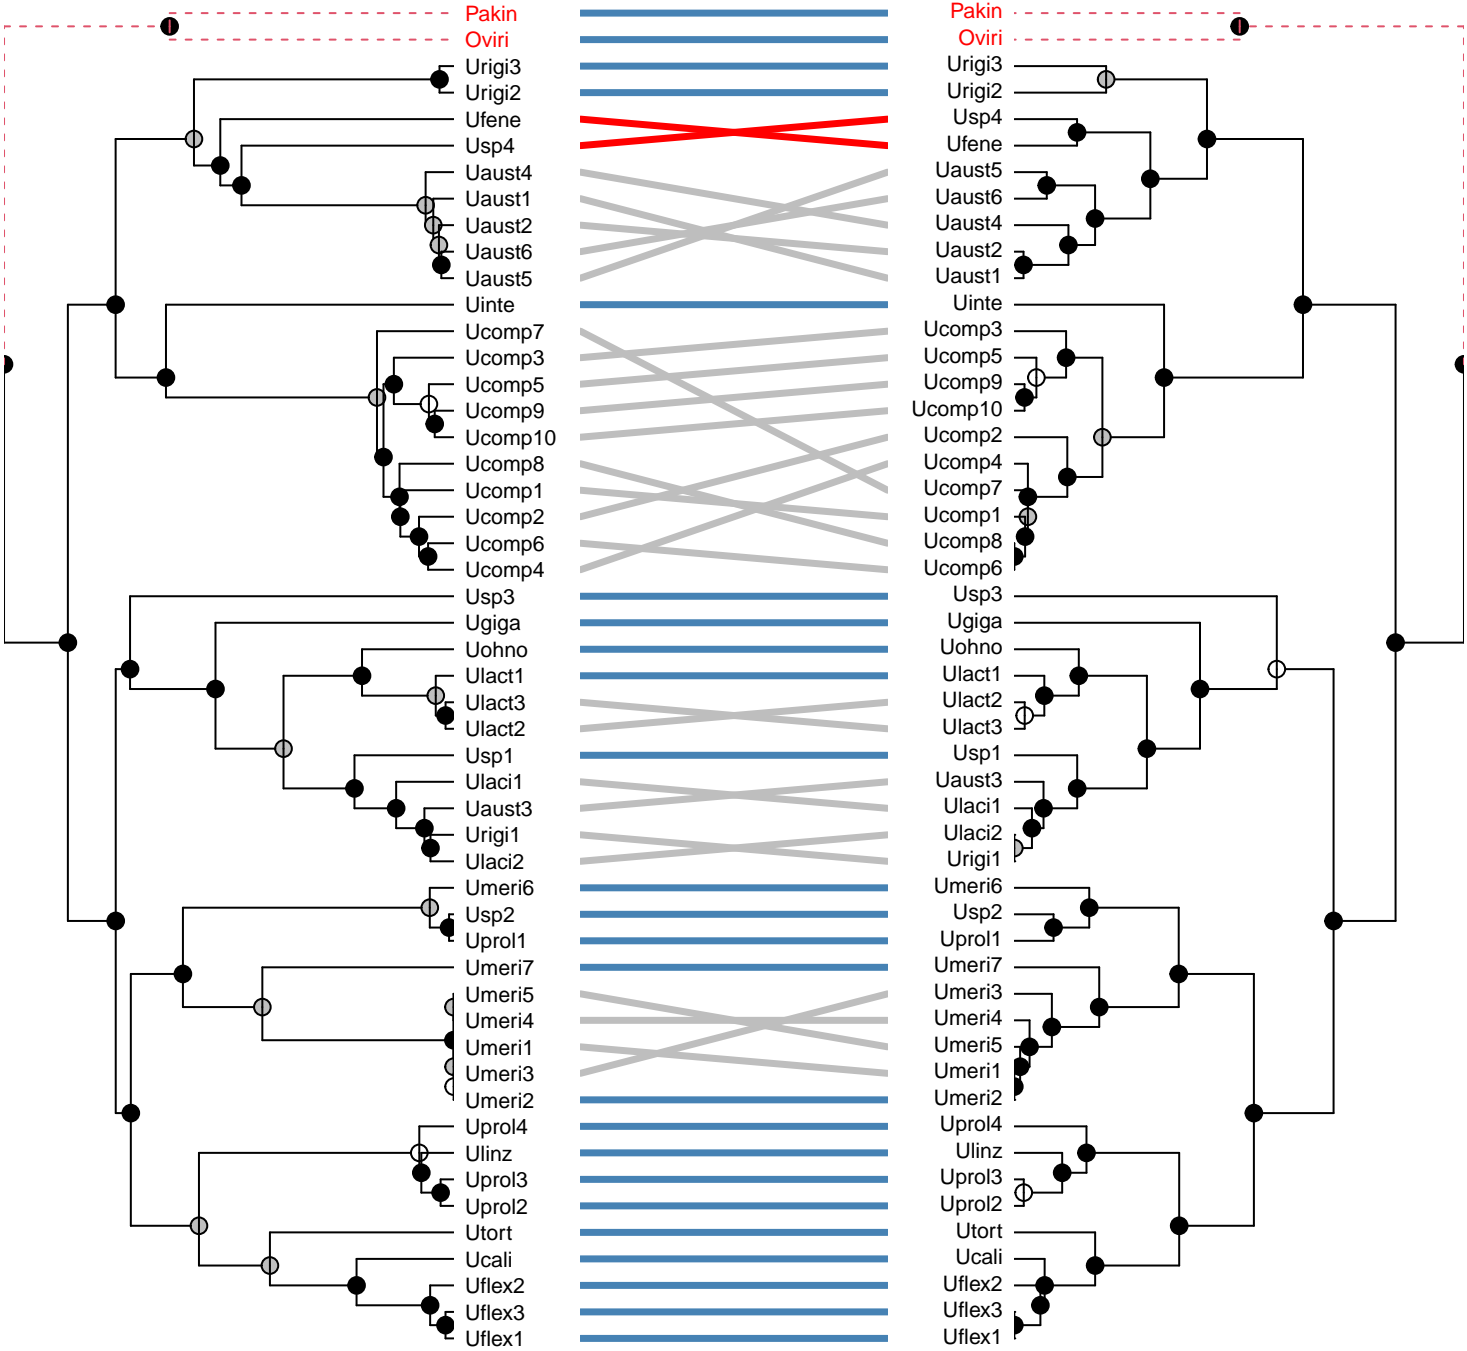 Pakin Pakin
Oviri Oviri
Urigi3 Urigi3
Urigi2 Urigi2
Ufene Usp4
Usp4 Ufene
Uaust4 Uaust5
Uaust1 Uaust6
Uaust2 Uaust4
Uaust6 Uaust2
Uaust5 Uaust1
Uinte Uinte
Ucomp7 Ucomp3
Ucomp3 Ucomp5
Ucomp5 Ucomp9
Ucomp9 Ucomp10
Ucomp10 Ucomp2
Ucomp8 Ucomp4
Ucomp1 Ucomp7
Ucomp2 Ucomp1
Ucomp6 Ucomp8
Ucomp4 Ucomp6
Usp3 Usp3
Ugiga Ugiga
Uohno Uohno
Ulact1 Ulact1
Ulact3 Ulact2
Ulact2 Ulact3
Usp1 Usp1
Ulaci1 Uaust3
Uaust3 Ulaci1
Urigi1 Ulaci2
Ulaci2 Urigi1
Umeri6 Umeri6
Usp2 Usp2
Uprol1 Uprol1
Umeri7 Umeri7
Umeri5 Umeri3
Umeri4 Umeri4
Umeri1 Umeri5
Umeri3 Umeri1
Umeri2 Umeri2
Uprol4 Uprol4
Ulinz Ulinz
Uprol3 Uprol3
Uprol2 Uprol2
Utort Utort
Ucali Ucali
Uflex2 Uflex2
Uflex3 Uflex3
Uflex1 Uflex1